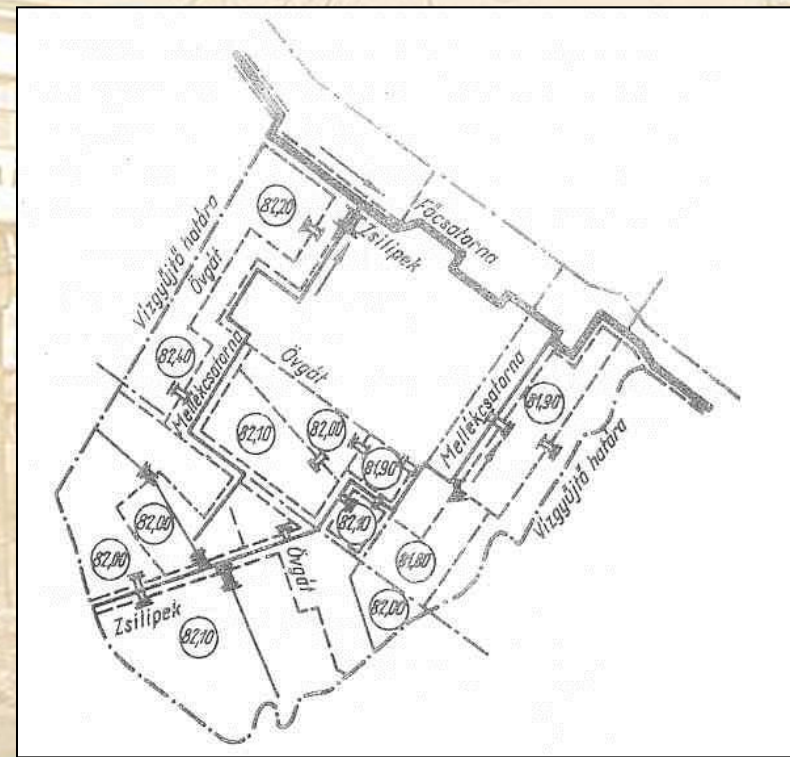 82,20
Főcsatorna
Zsilipek
Vízgyűjtő határa
Övgát
82,40
Mellékcsatorna
Övgát
Mellékcsatorna
81,90
82,10
82,00
81,90
Vízgyűjtő határa
82,00
82,10
82,00
Övgát
81,80
Zsilipek
82,10
82,00